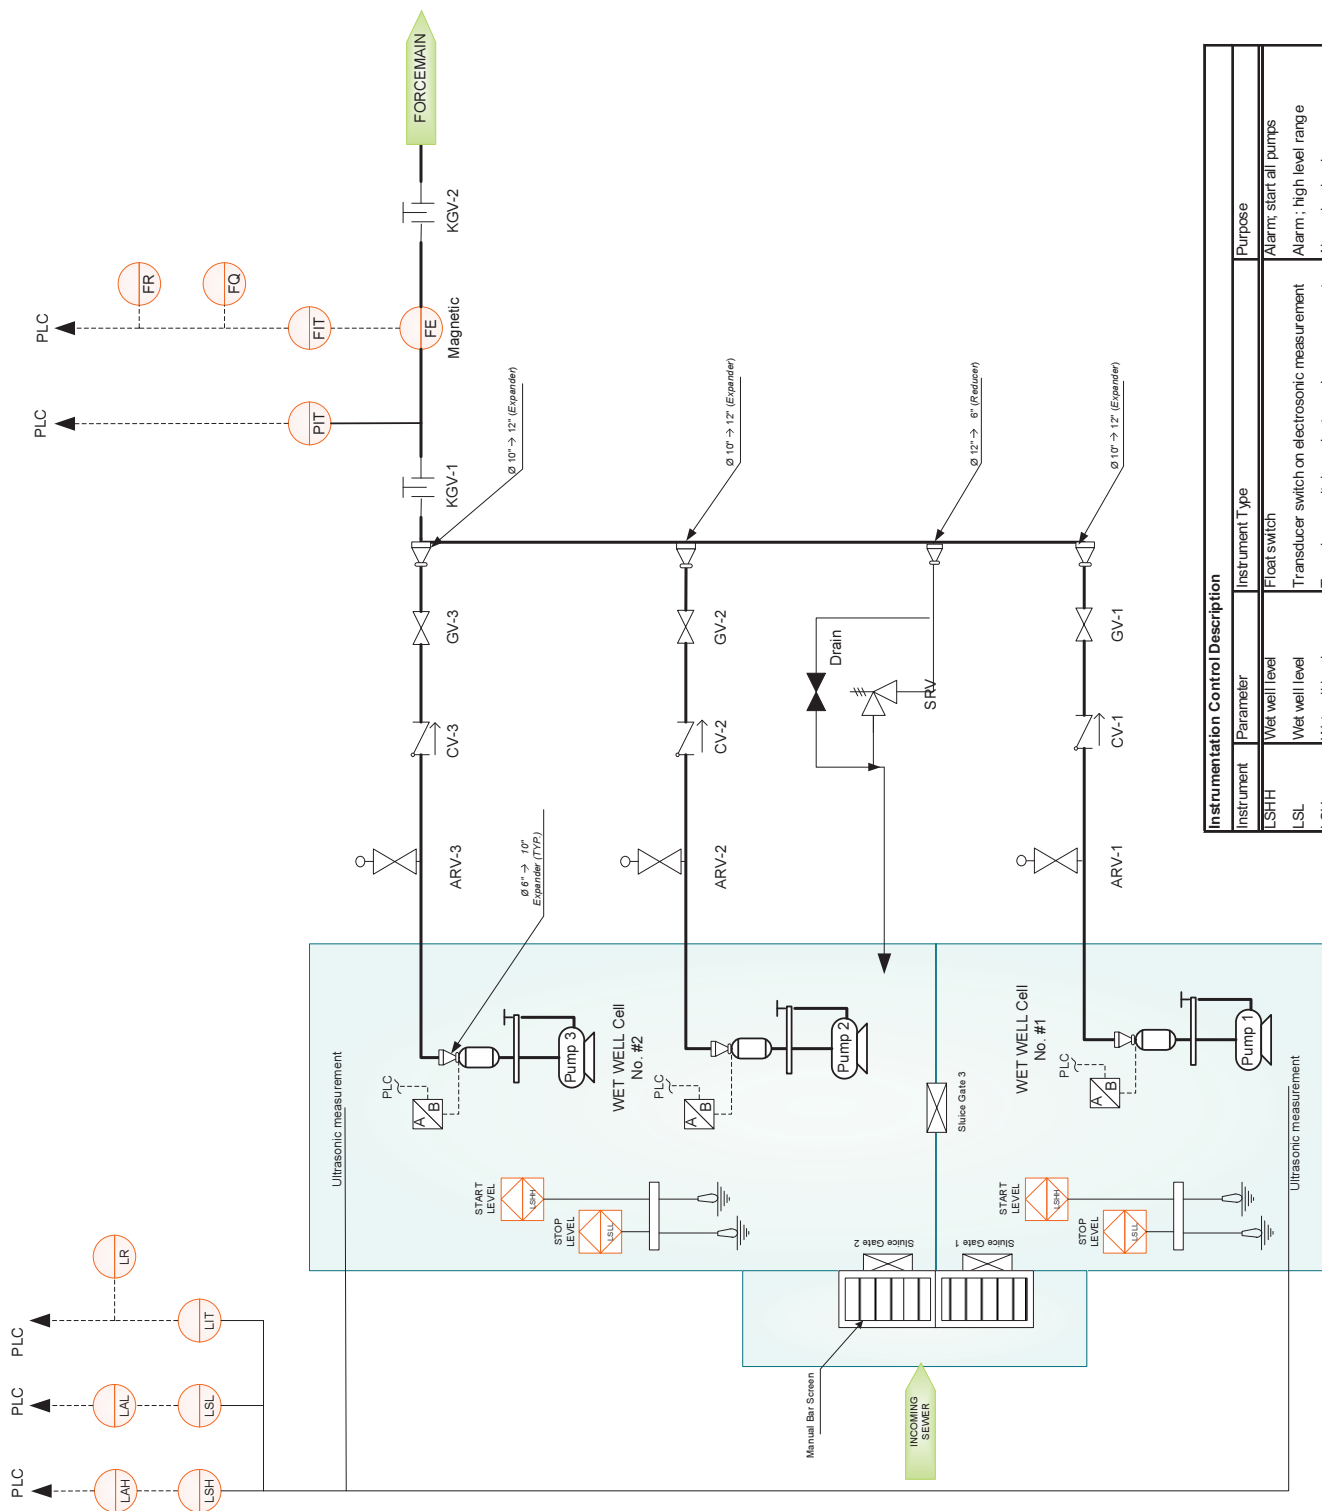 FORCEMAIN
KGV-2
FR
FQ
PLC
FIT
FE
Magnetic
PLC
PIT
KGV-1
Ø 10" → 12" (Expander)
Ø 10" → 12" (Expander)
Ø 12" → 6" (Reducer)
Ø 10" → 12" (Expander)
GV-3
GV-2
Drain
SRV
GV-1
CV-3
CV-2
CV-1
ARV-3
ARV-2
ARV-1
Ø 6" → 10"
Expander (TYP.)
WET WELL Cell
No. #2
Pump 3
PLC
A
B
Pump 2
PLC
A
B
WET WELL Cell
No. #1
Pump 1
PLC
A
B
Sluice Gate 3
Ultrasonic measurement
Ultrasonic measurement
START
LEVEL
LSHH
STOP
LEVEL
LSLL
START
LEVEL
LSHH
STOP
LEVEL
LSLL
Sluice Gate 2
Sluice Gate 1
Manual Bar Screen
INCOMING
SEWER
PLC
LR
LIT
PLC
LAL
LSL
PLC
LAH
LSH
Instrumentation Control Description
Instrument Parameter Instrument Type Purpose
LSHH Wet well level Float switch Alarm; start all pumps
LSL Wet well level Transducer switch on electrosonic measurement Alarm ; high level range